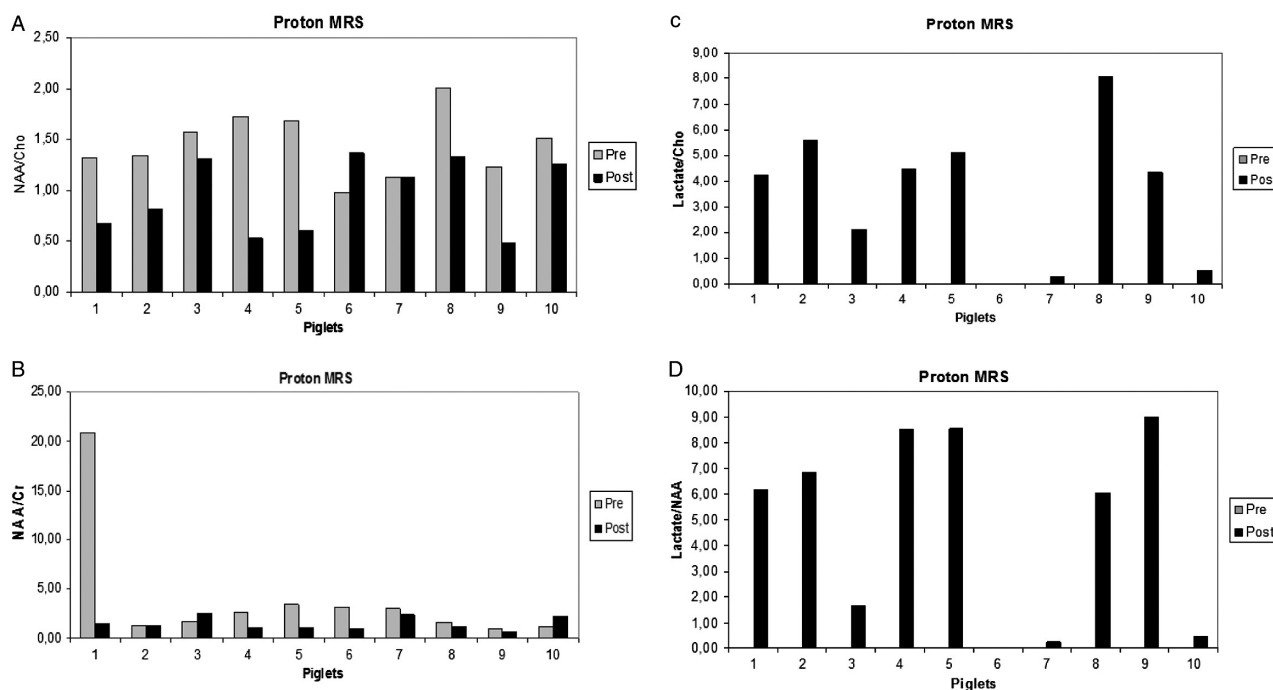 A
Proton MRS
2,50
2,00
1,50
1,00
0,50
0,00
NAA/Cho
1 2 3 4 5 6 7 8 9 10
Piglets
Pre
Post
B
Proton MRS
25,00
20,00
15,00
10,00
5,00
0,00
NAA/Cr
1 2 3 4 5 6 7 8 9 10
Piglets
Pre
Post
c
Proton MRS
9,00
8,00
7,00
6,00
5,00
4,00
3,00
2,00
1,00
0,00
Lactate/Cho
1 2 3 4 5 6 7 8 9 10
Piglets
Pre
Post
D
Proton MRS
10,00
9,00
8,00
7,00
6,00
5,00
4,00
3,00
2,00
1,00
0,00
Lactate/NAA
1 2 3 4 5 6 7 8 9 10
Piglets
Pre
Post